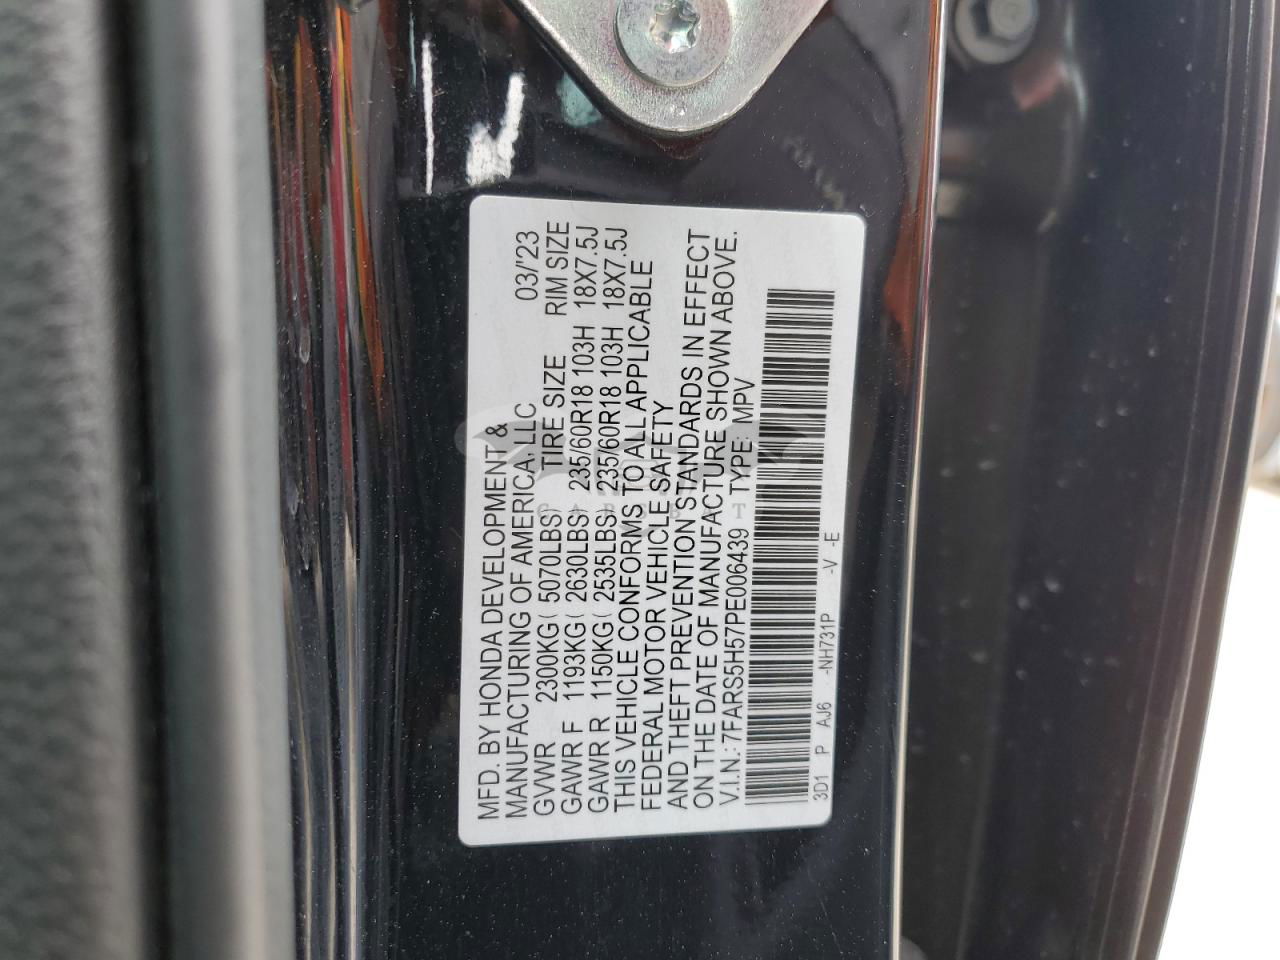 MFD. BY HONDA DEVELOPMENT &
MANUFACTURING OF AMERICA, LLC 03/'23
GVWR 2300KG( 5070LBS) TIRE SIZE RIM SIZE
GAWR F 1193KG( 2630LBS) 235/60R18 103H 18X7.5J
GAWR R 1150KG( 2535LBS) 235/60R18 103H 18X7.5J
THIS VEHICLE CONFORMS TO ALL APPLICABLE
FEDERAL MOTOR VEHICLE SAFETY
AND THEFT PREVENTION STANDARDS IN EFFECT
ON THE DATE OF MANUFACTURE SHOWN ABOVE.
V.I.N.: 7FARS5H57PE006439 TYPE: MPV
3D1 P AJ6 -NH731P -V -E